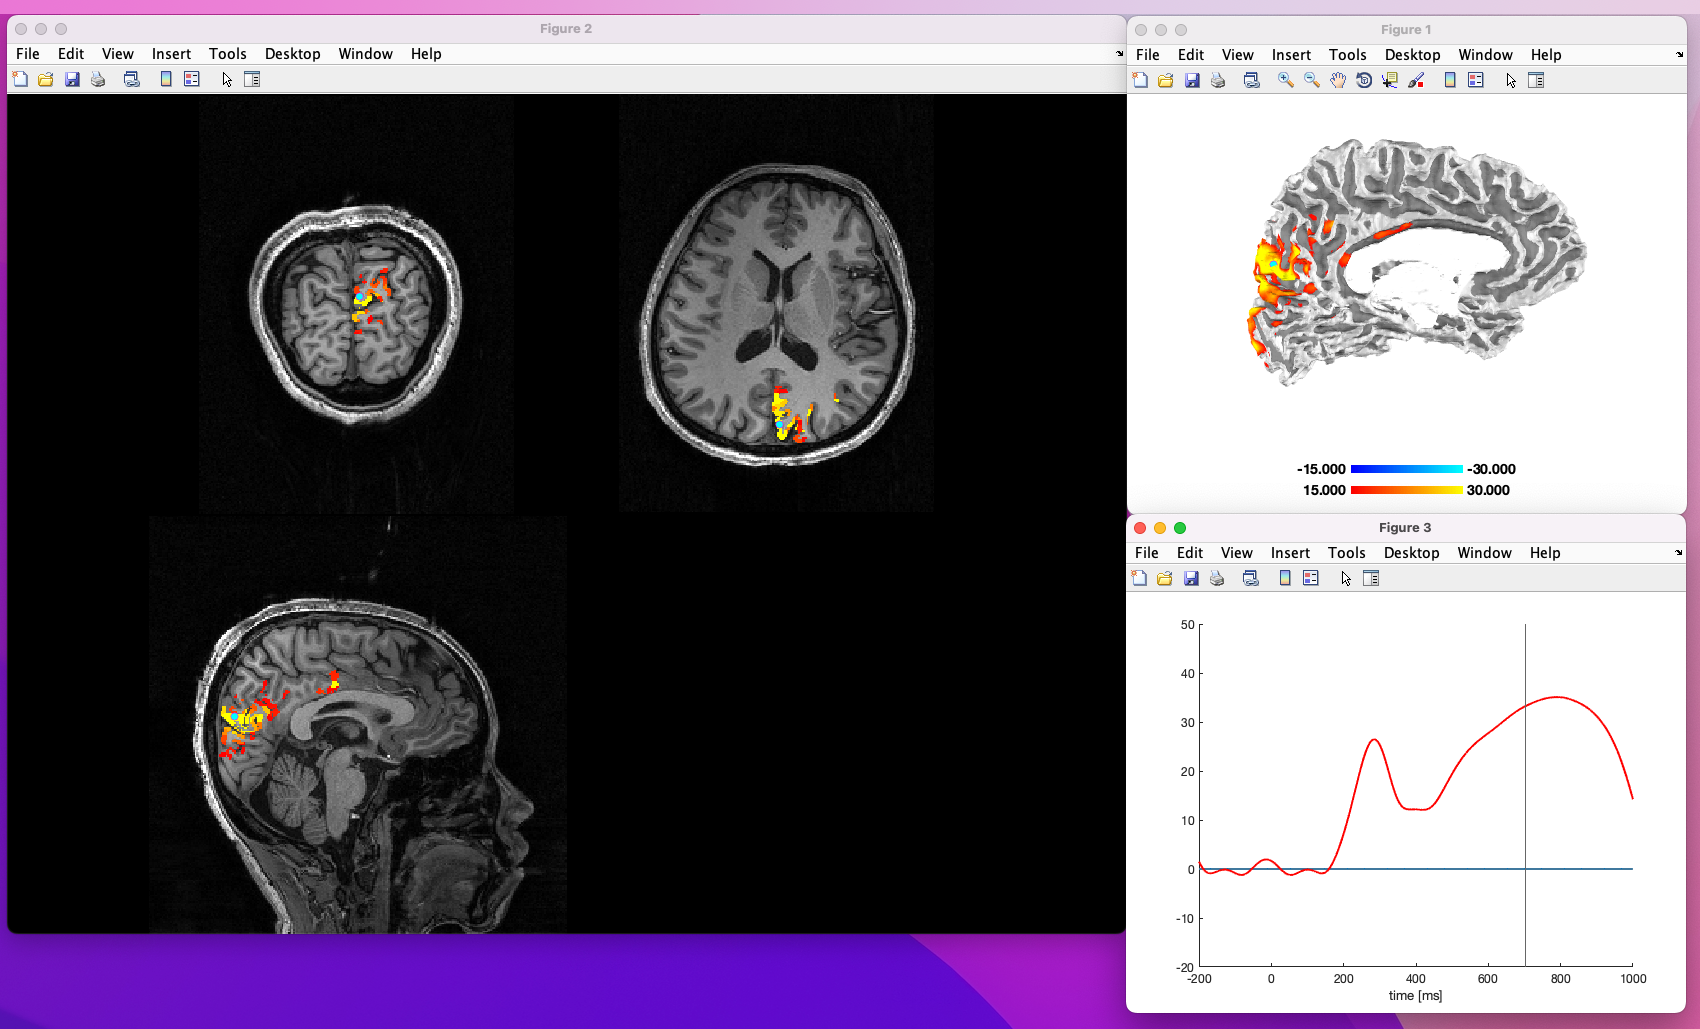 Figure 2
File Edit View Insert Tools Desktop Window Help
Figure 1
File Edit View Insert Tools Desktop Window Help
-15.000 -30.000
15.000 30.000
Figure 3
File Edit View Insert Tools Desktop Window Help
50
40
30
20
10
0
-10
-20
-200 0 200 400 600 800 1000
time [ms]